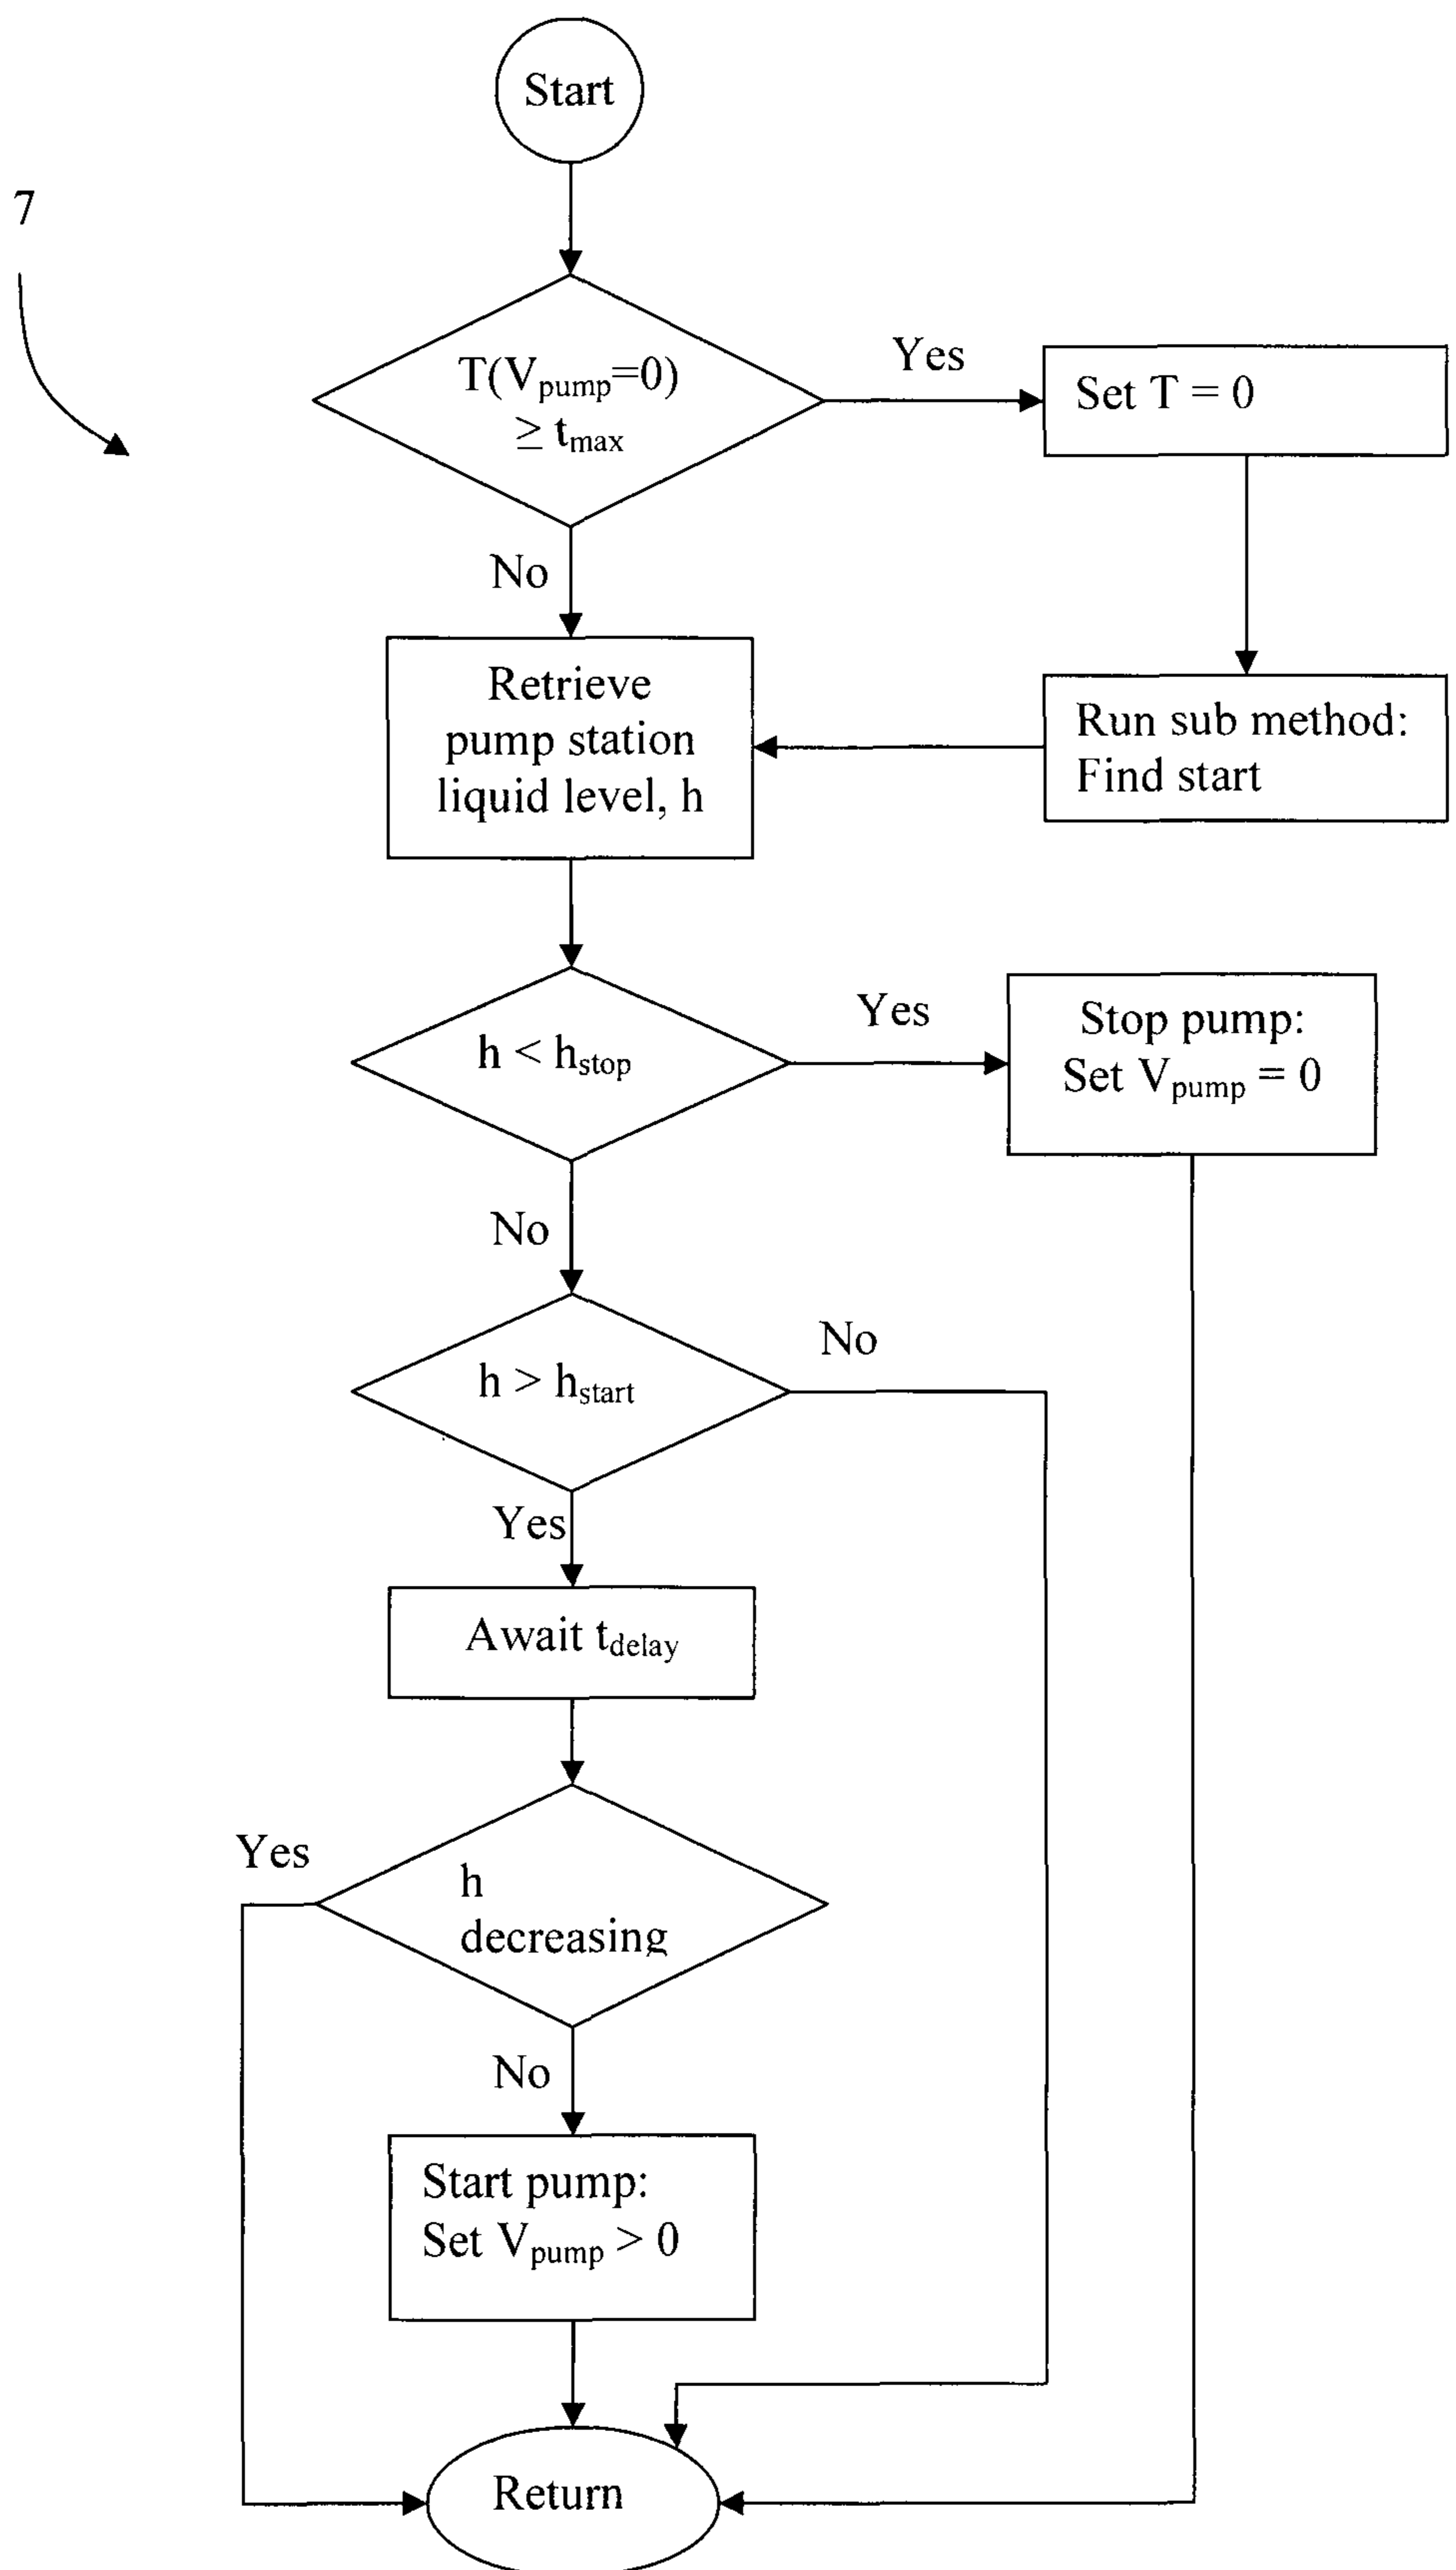 Start
7
T(Vpump=0)
≥ tmax
Yes
Set T = 0
No
Retrieve
pump station
liquid level, h
Run sub method:
Find start
h < hstop
Yes
Stop pump:
Set Vpump = 0
No
h > hstart
No
Yes
Await tdelay
Yes
h
decreasing
No
Start pump:
Set Vpump > 0
Return